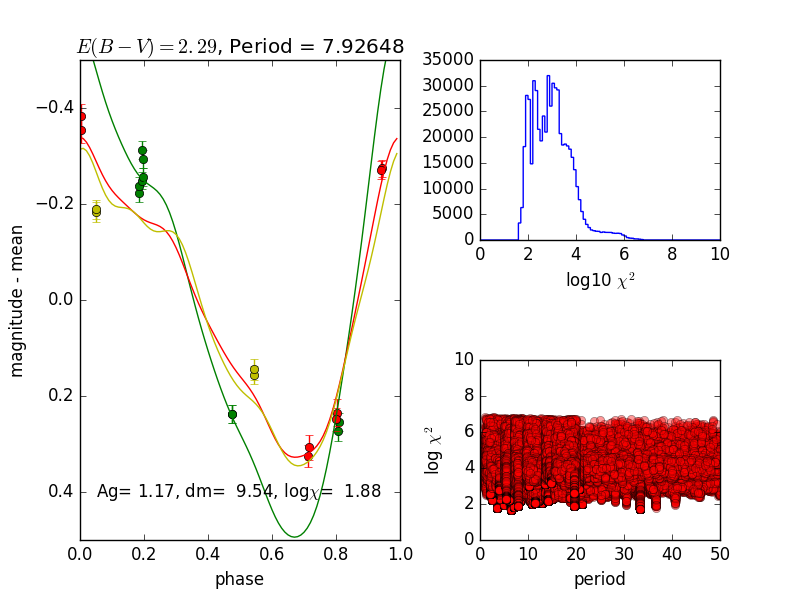 E(B − V) = 2.29, Period = 7.92648
−0.4
−0.2
0.0
0.2
0.4
magnitude - mean
Ag= 1.17, dm= 9.54, logχ= 1.88
0.0 0.2 0.4 0.6 0.8 1.0
phase
35000
30000
25000
20000
15000
10000
5000
0
0 2 4 6 8 10
log10 χ²
10
8
6
4
2
0
log χ²
0 10 20 30 40 50
period